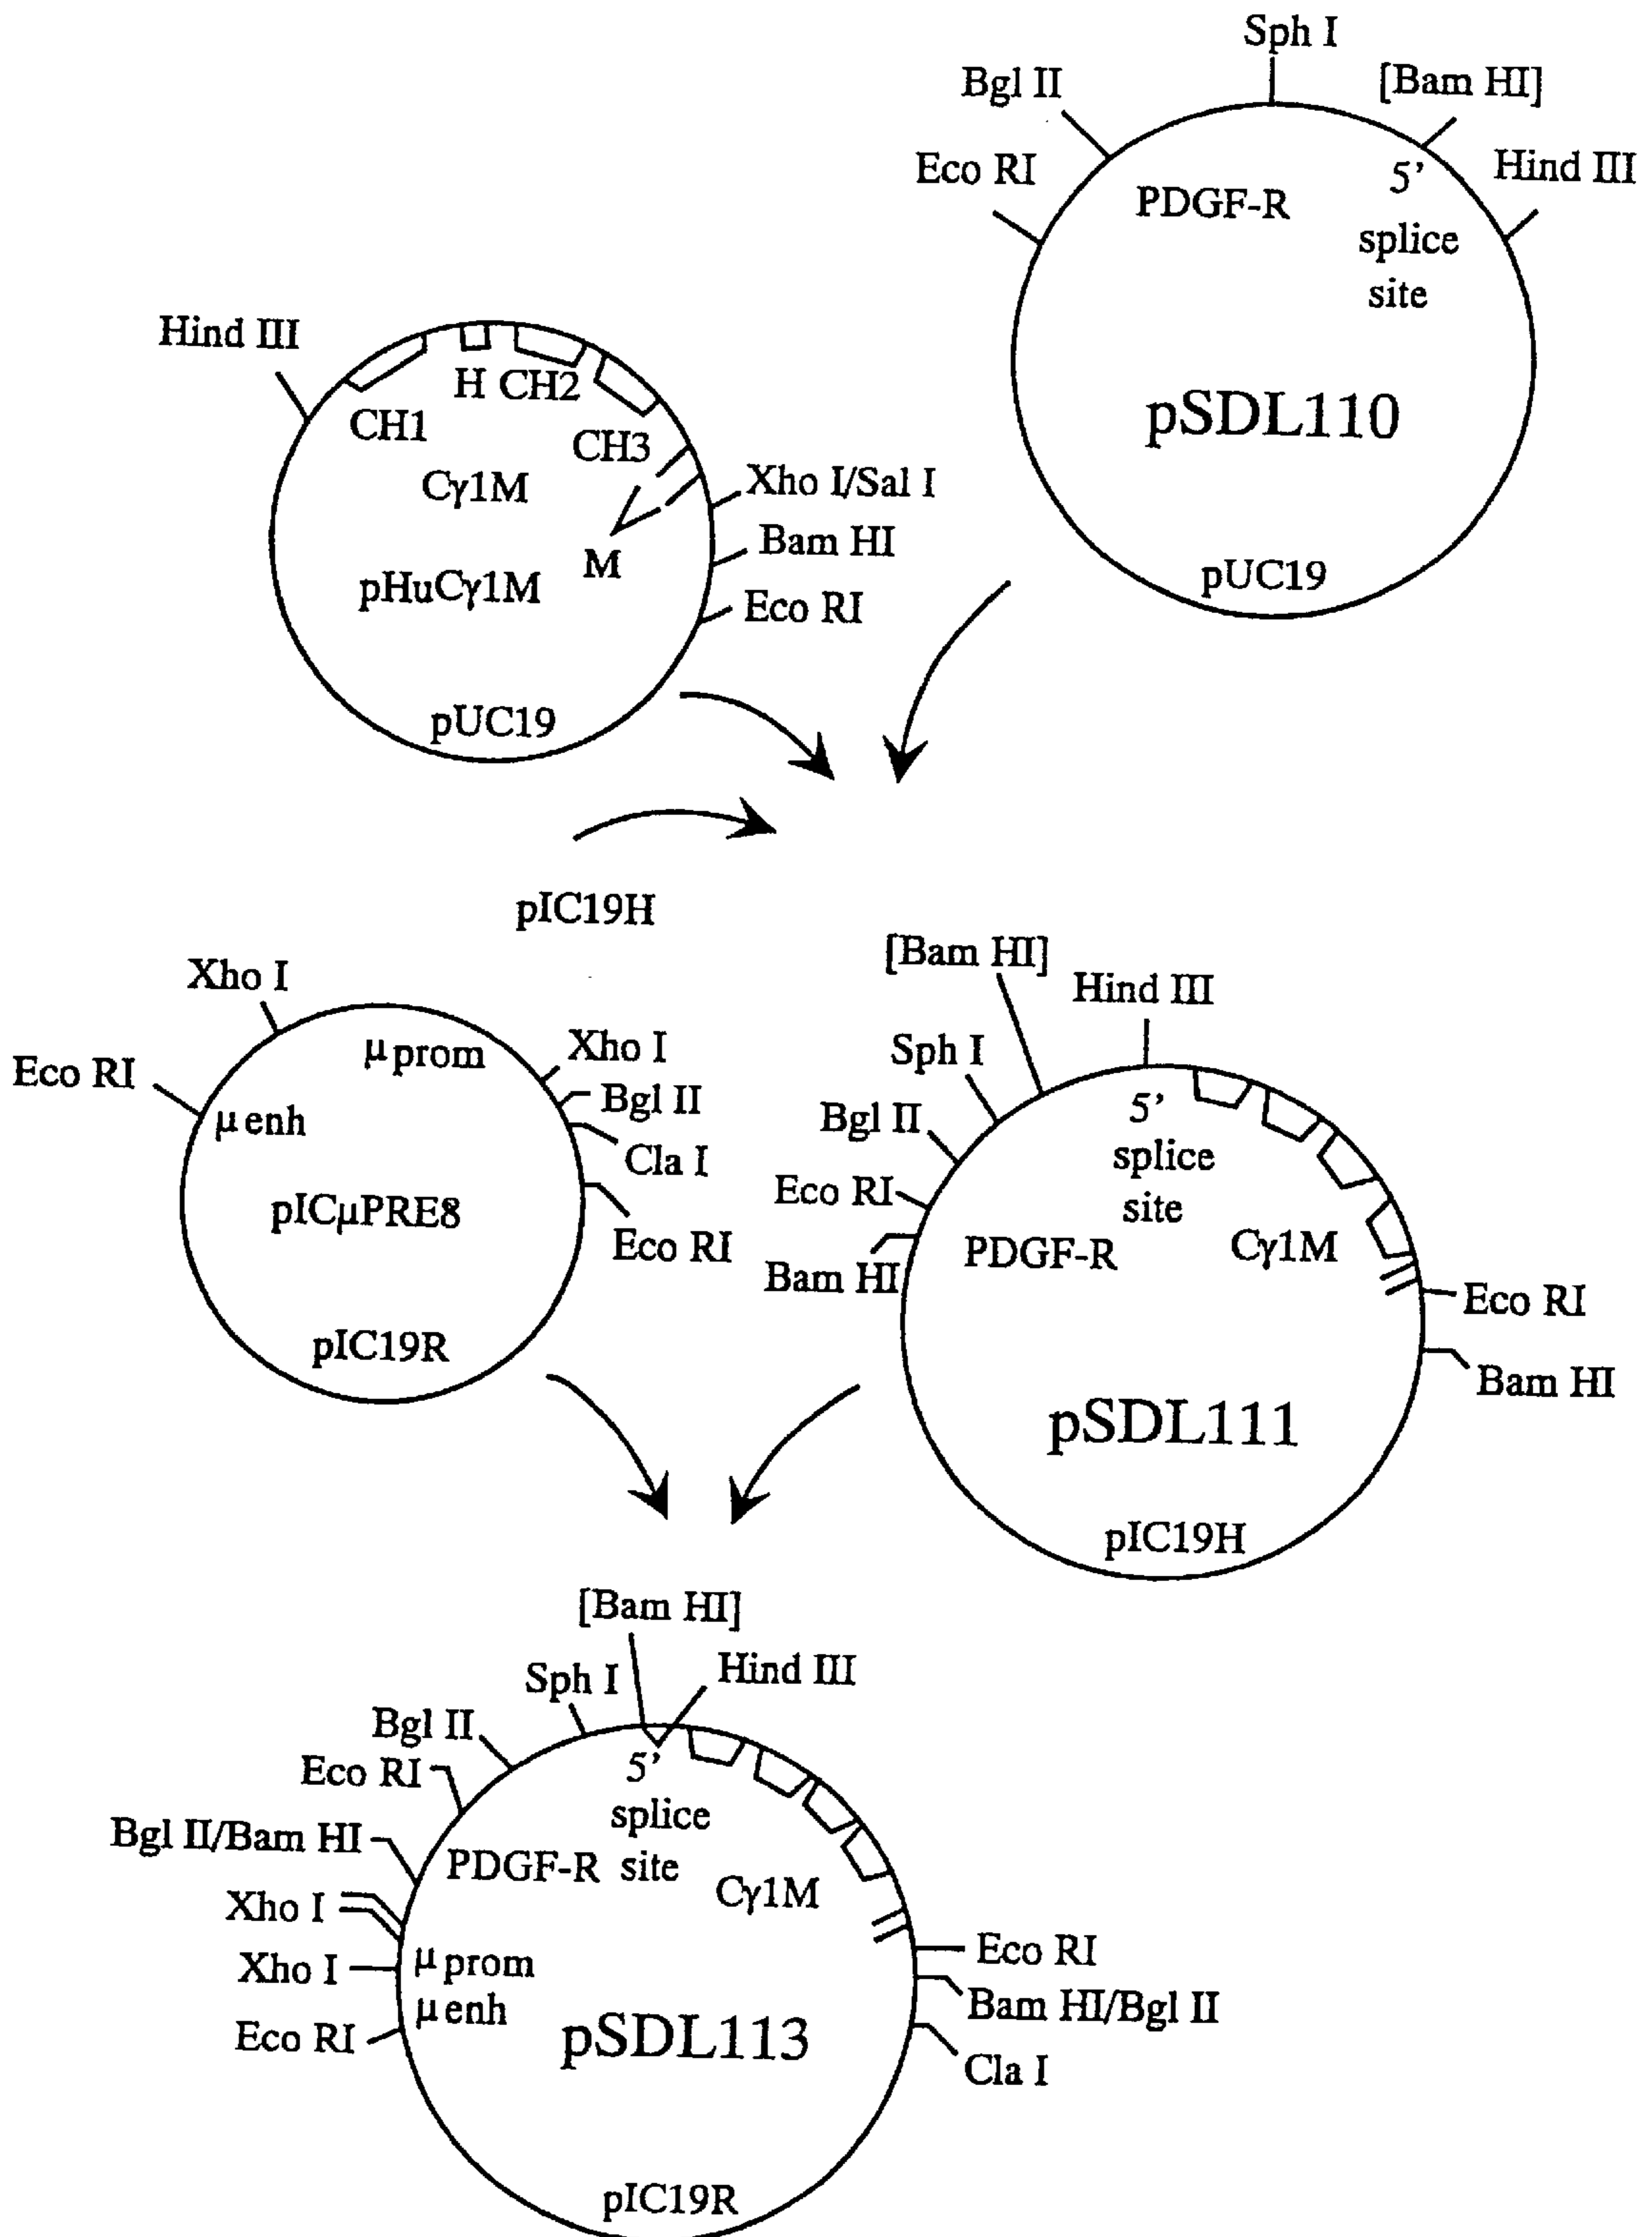 Sph I
Bgl II
[Bam HI]
Eco RI
Hind III
PDGF-R
5’
splice
site
pSDL110
pUC19
Hind III
H CH2
CH1
CH3
Cγ1M
Xho I/Sal I
Bam HI
M
pHuCγ1M
Eco RI
pUC19
pIC19H
Xho I
μ prom
Xho I
Eco RI
Bgl II
μ enh
Cla I
pICμPRE8
Eco RI
pIC19R
[Bam HI]
Hind III
Sph I
5’
Bgl II
splice
Eco RI
site
PDGF-R
Cγ1M
Bam HI
Eco RI
Bam HI
pSDL111
pIC19H
[Bam HI]
Hind III
Sph I
Bgl II
Eco RI
5’
splice
Bgl II/Bam HI
PDGF-R site
Cγ1M
Xho I
Eco RI
Xho I
μ prom
Bam HI/Bgl II
μ enh
Eco RI
pSDL113
Cla I
pIC19R